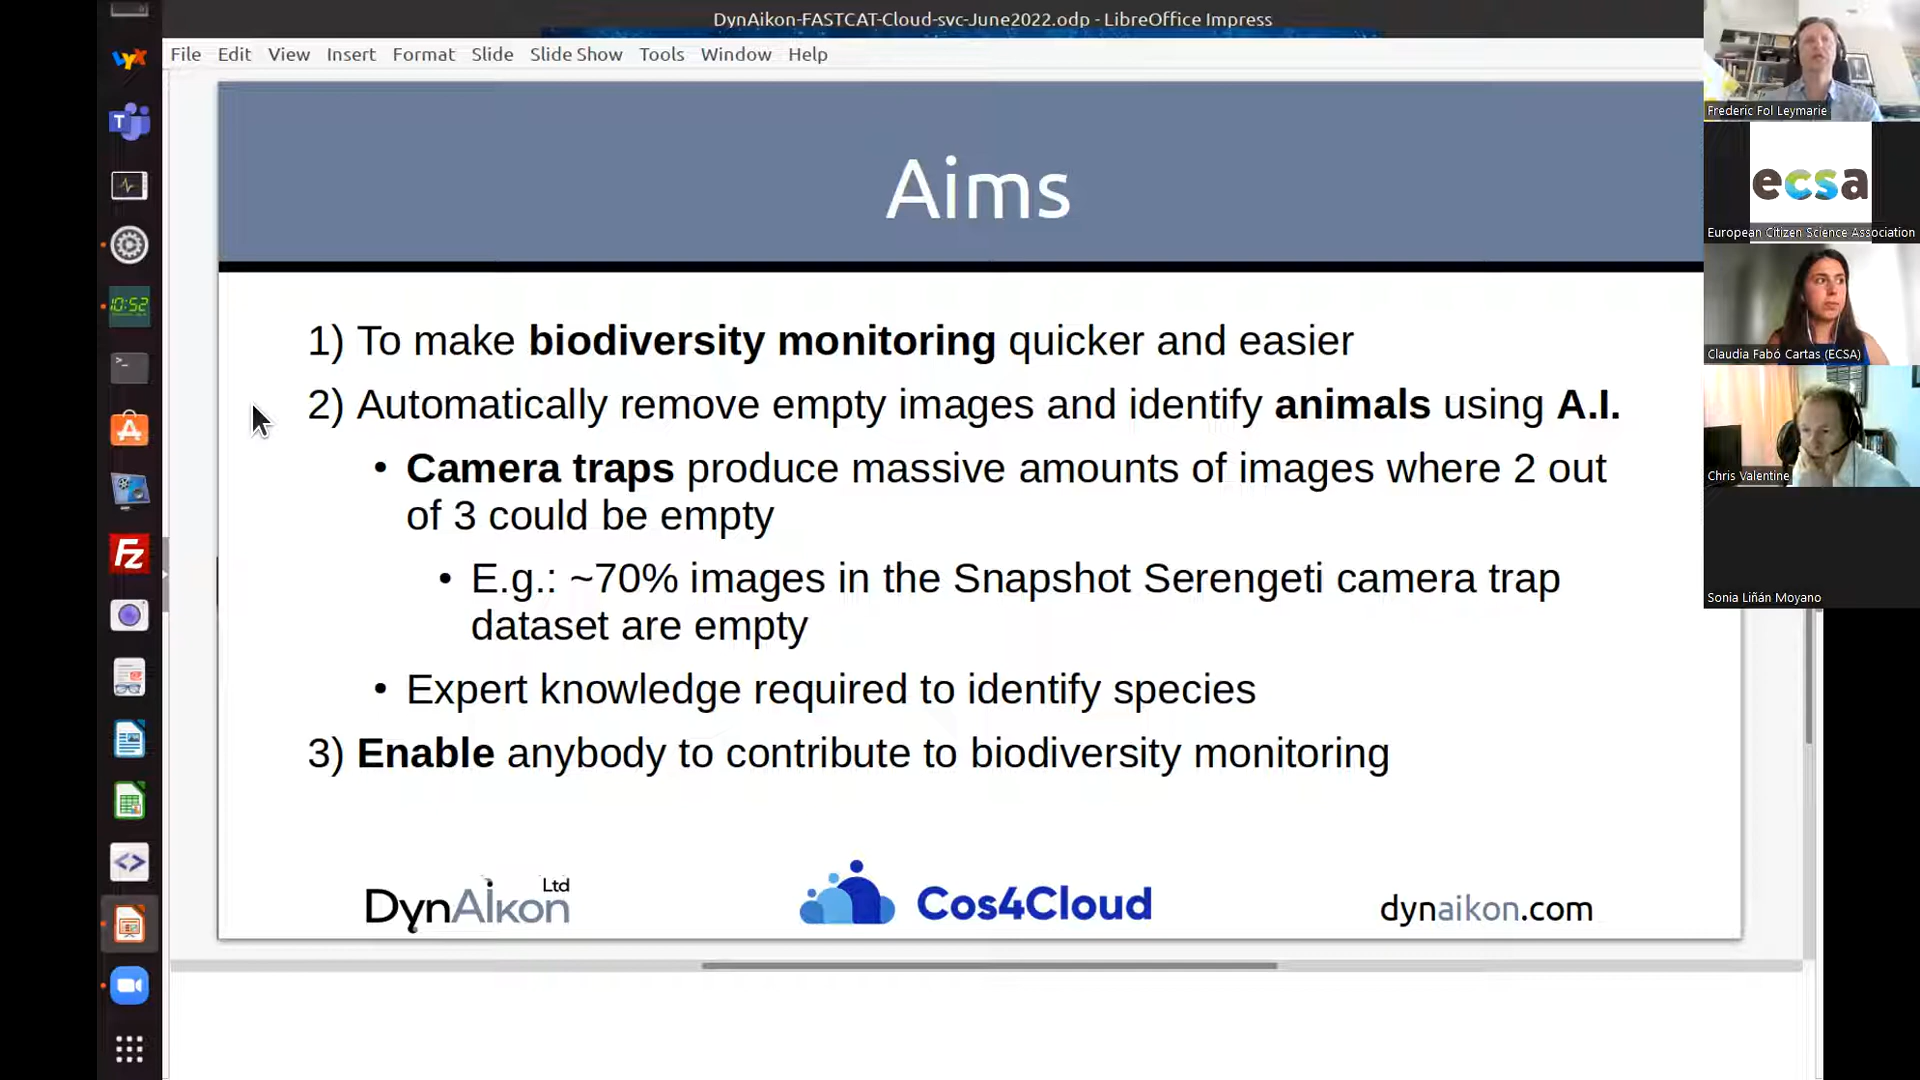 DynAikon-FASTCAT-Cloud-svc-June2022.odp - LibreOffice Impress
File Edit View Insert Format Slide Slide Show Tools Window Help
Aims
1) To make biodiversity monitoring quicker and easier
2) Automatically remove empty images and identify animals using A.I.
• Camera traps produce massive amounts of images where 2 out
of 3 could be empty
• E.g.: ~70% images in the Snapshot Serengeti camera trap
dataset are empty
• Expert knowledge required to identify species
3) Enable anybody to contribute to biodiversity monitoring
DynAikon Ltd
Cos4Cloud
dynaikon.com
Frederic Fol Leymarie
ecsa
European Citizen Science Association
Claudia Fabó Cartas (ECSA)
Chris Valentine
Sonia Liñán Moyano
LyX
T
10:52
>_
A
FZ
<>